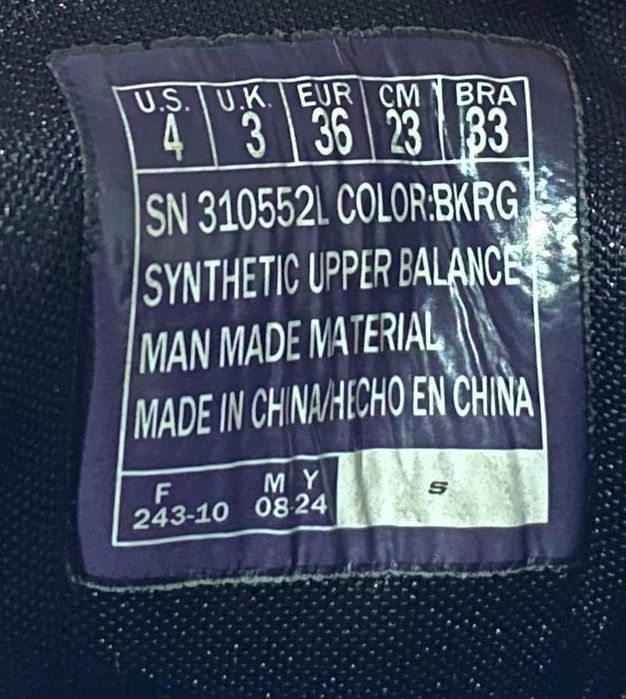 U.S. U.K. EUR CM BRA
4 3 36 23 33
SN 310552L COLOR:BKRG
SYNTHETIC UPPER BALANCE
MAN MADE MATERIAL
MADE IN CHINA/HECHO EN CHINA
F M Y
243-10 08-24
S